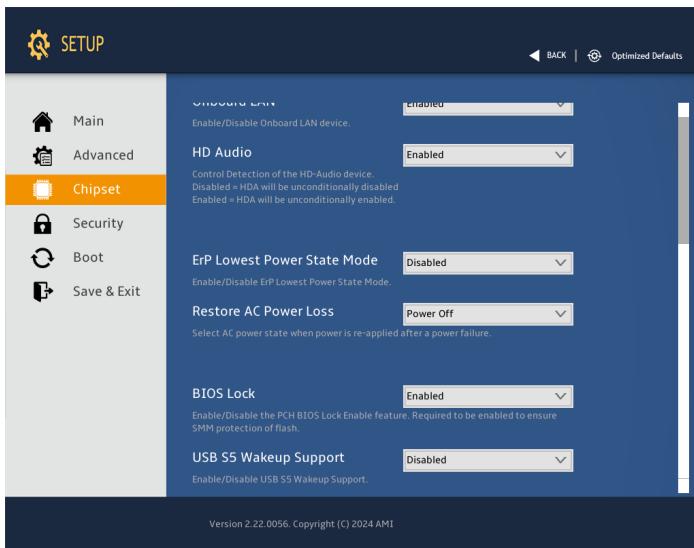 SETUP
BACK | Optimized Defaults
Main
Advanced
Chipset
Security
Boot
Save & Exit
Onboard LAN
Enabled
Enable/Disable Onboard LAN device.
HD Audio
Enabled
Control Detection of the HD-Audio device.
Disabled = HDA will be unconditionally disabled
Enabled = HDA will be unconditionally enabled.
ErP Lowest Power State Mode
Disabled
Enable/Disable ErP Lowest Power State Mode.
Restore AC Power Loss
Power Off
Select AC power state when power is re-applied after a power failure.
BIOS Lock
Enabled
Enable/Disable the PCH BIOS Lock Enable feature. Required to be enabled to ensure
SMM protection of flash.
USB S5 Wakeup Support
Disabled
Enable/Disable USB S5 Wakeup Support.
Version 2.22.0056. Copyright (C) 2024 AMI